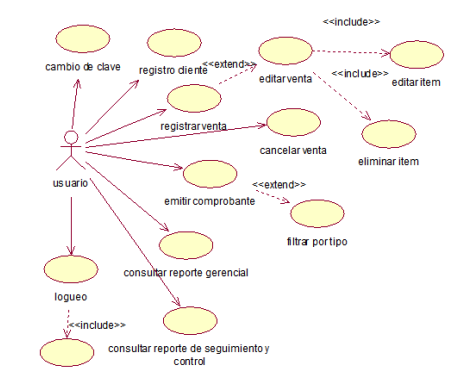 <<include>>
cambio de clave
registro cliente
<<extend>>
editar venta
<<include>>
editar item
registrar venta
cancelar venta
eliminar item
usuario
emitir comprobante
<<extend>>
filtrar por tipo
consultar reporte gerencial
logueo
<<include>>
consultar reporte de seguimiento y
control